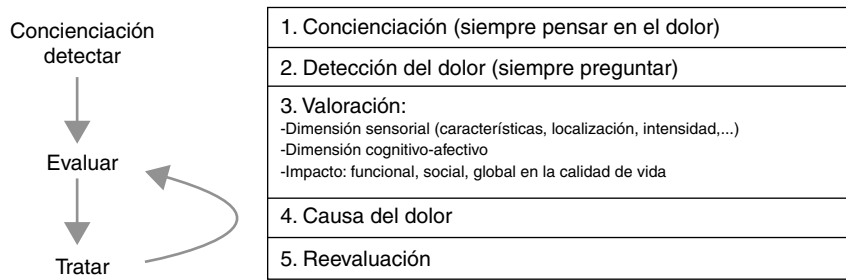 Concienciación
detectar
Evaluar
Tratar
1. Concienciación (siempre pensar en el dolor)
2. Detección del dolor (siempre preguntar)
3. Valoración:
-Dimensión sensorial (características, localización, intensidad,...)
-Dimensión cognitivo-afectivo
-Impacto: funcional, social, global en la calidad de vida
4. Causa del dolor
5. Reevaluación